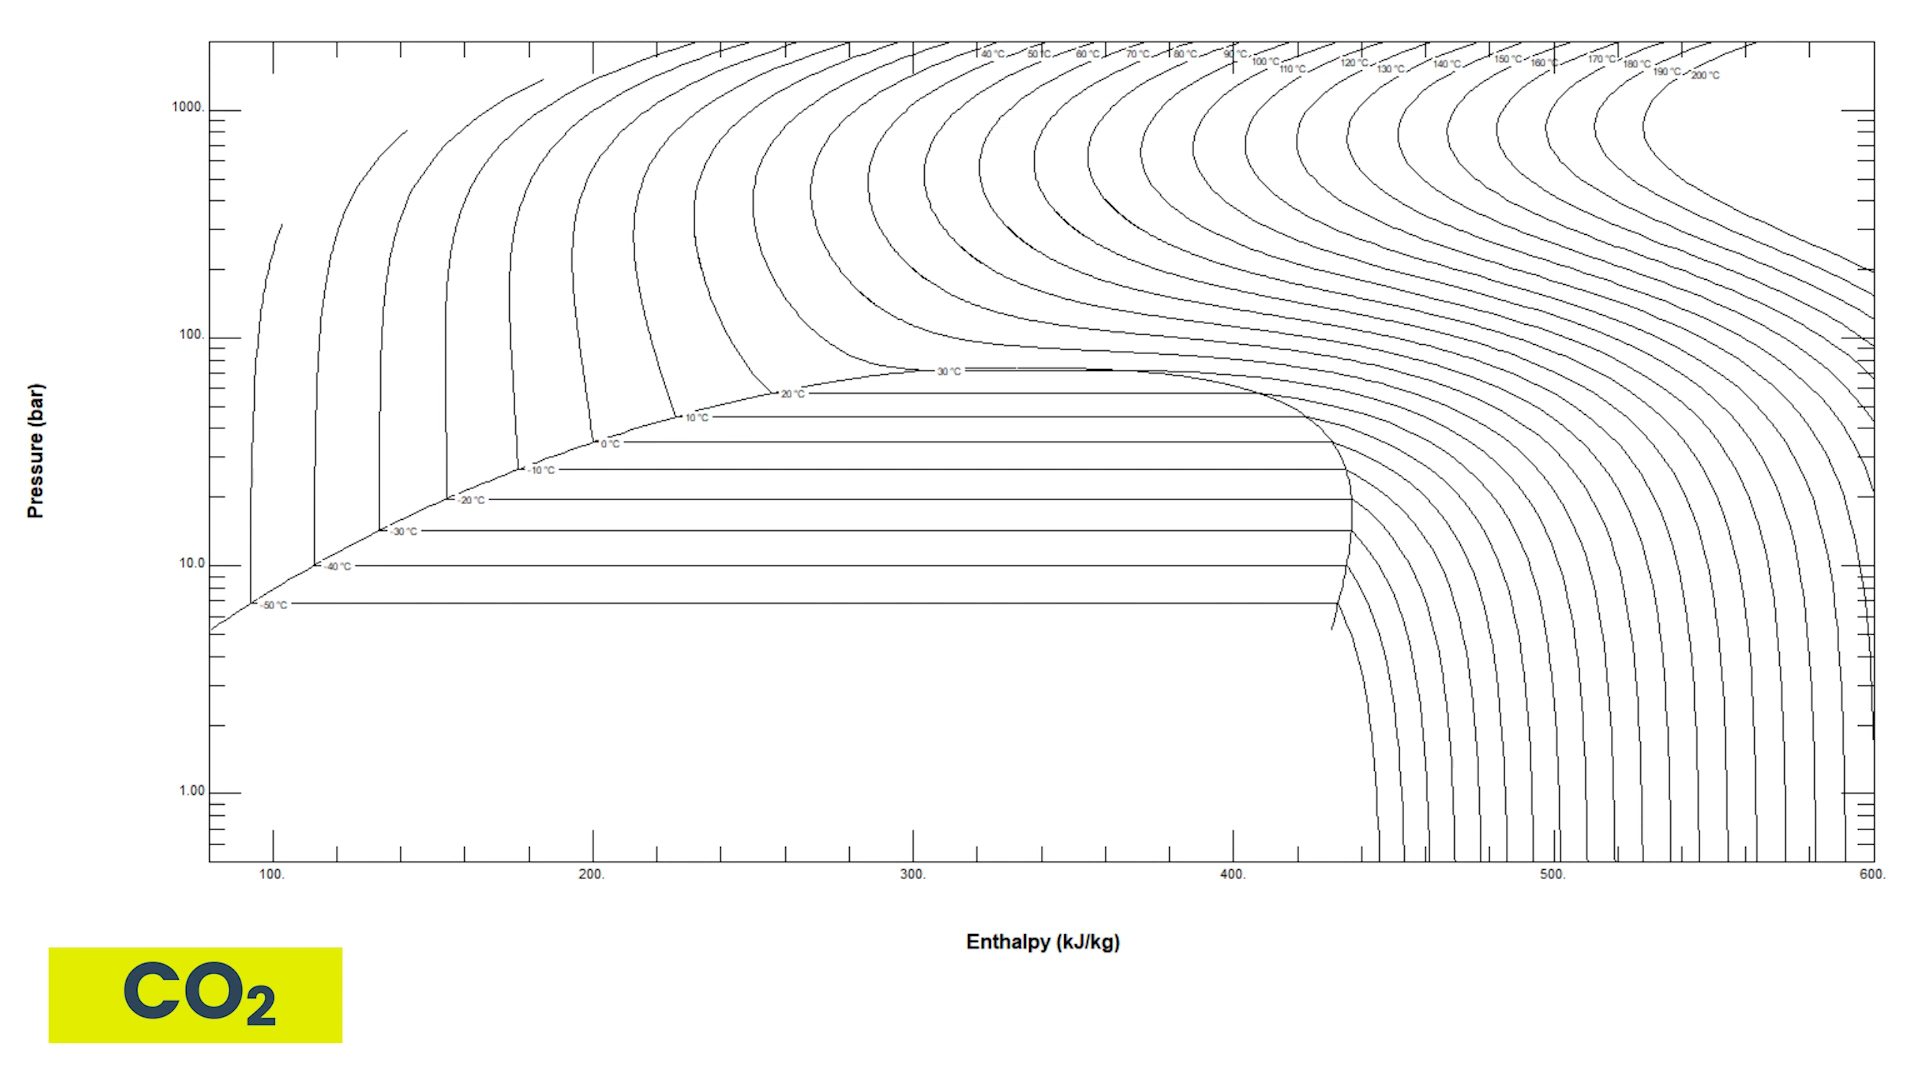 40 °C 50 °C 60 °C 70 °C 80 °C 90 °C
100 °C 110 °C 120 °C 130 °C 140 °C 150 °C 160 °C 170 °C 180 °C 190 °C 200 °C
1000.
100.
30 °C
20 °C
10 °C
0 °C
-10 °C
-20 °C
-30 °C
10.0
-40 °C
-50 °C
1.00
Pressure (bar)
100. 200. 300. 400. 500. 600.
Enthalpy (kJ/kg)
CO2